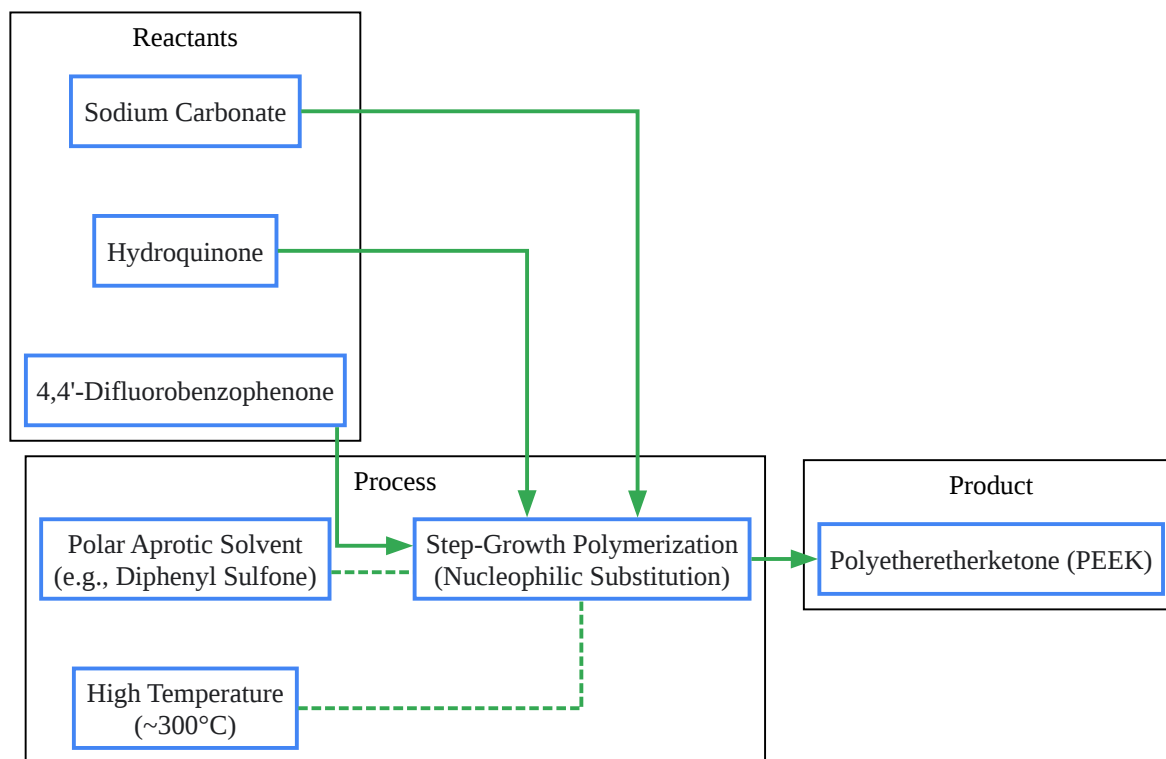 Reactants
Sodium Carbonate
Hydroquinone
4,4'-Difluorobenzophenone
Process
Polar Aprotic Solvent
(e.g., Diphenyl Sulfone)
Step-Growth Polymerization
(Nucleophilic Substitution)
High Temperature
(~300°C)
Product
Polyetheretherketone (PEEK)